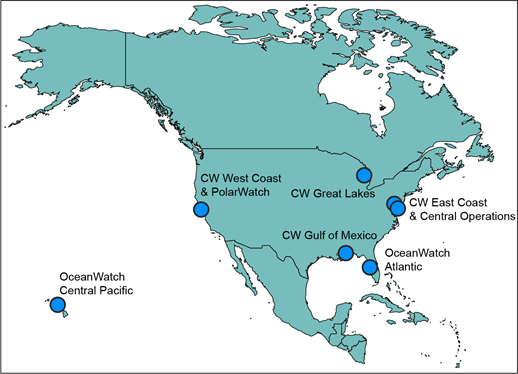 CW West Coast
& PolarWatch
CW Great Lakes
CW East Coast
& Central Operations
CW Gulf of Mexico
OceanWatch
Atlantic
OceanWatch
Central Pacific